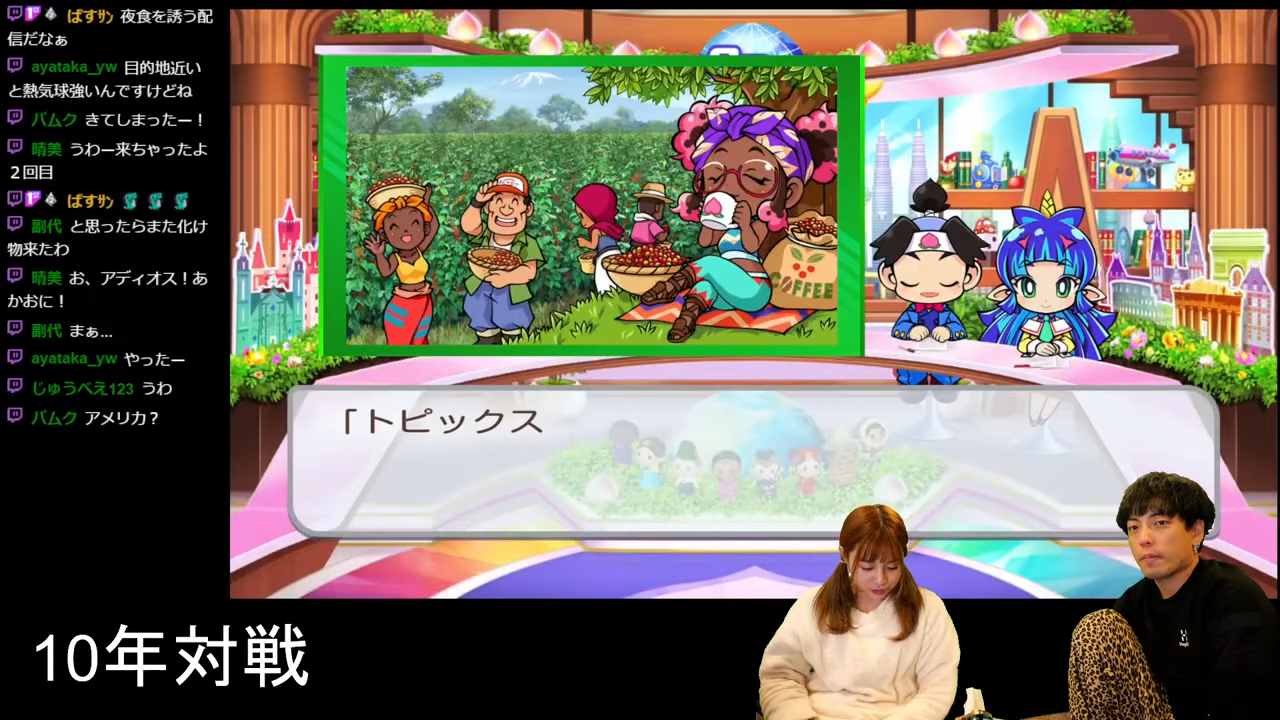 ばすサン 夜食を誘う配
信だなぁ
ayataka_yw 目的地近い
と熱気球強いんですけどね
バムク きてしまったー！
晴美 うわー来ちゃったよ
２回目
ばすサン
副代 と思ったらまた化け
物来たわ
晴美 お、アディオス！あ
かおに！
副代 まぁ...
ayataka_yw やったー
じゅうべえ123 うわ
バムク アメリカ？
COFFEE
「トピックス
10年対戦